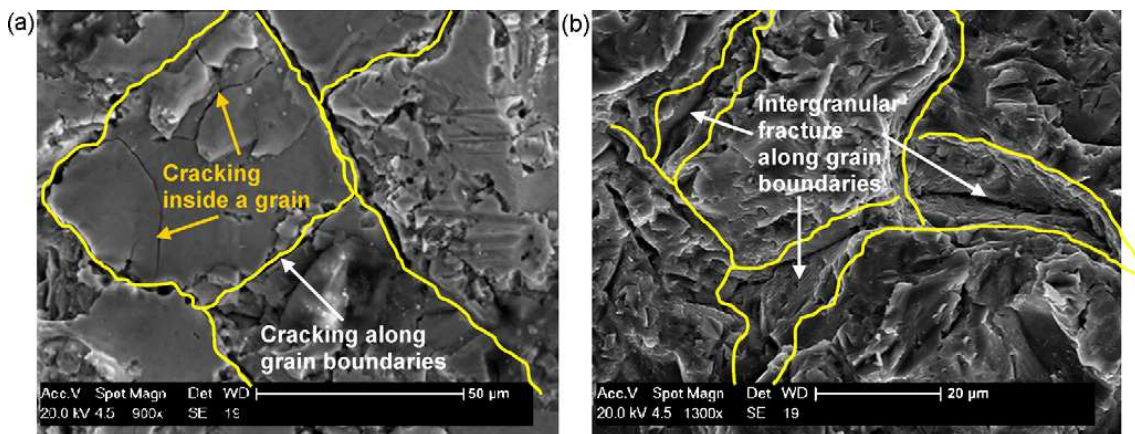 (a)
Cracking
inside a grain
Cracking along
grain boundaries
Acc.V Spot Magn Det WD 50 µm
20.0 kV 4.5 900x SE 19
(b)
Intergranular
fracture
along grain
boundaries
Acc.V Spot Magn Det WD 20 µm
20.0 kV 4.5 1300x SE 19